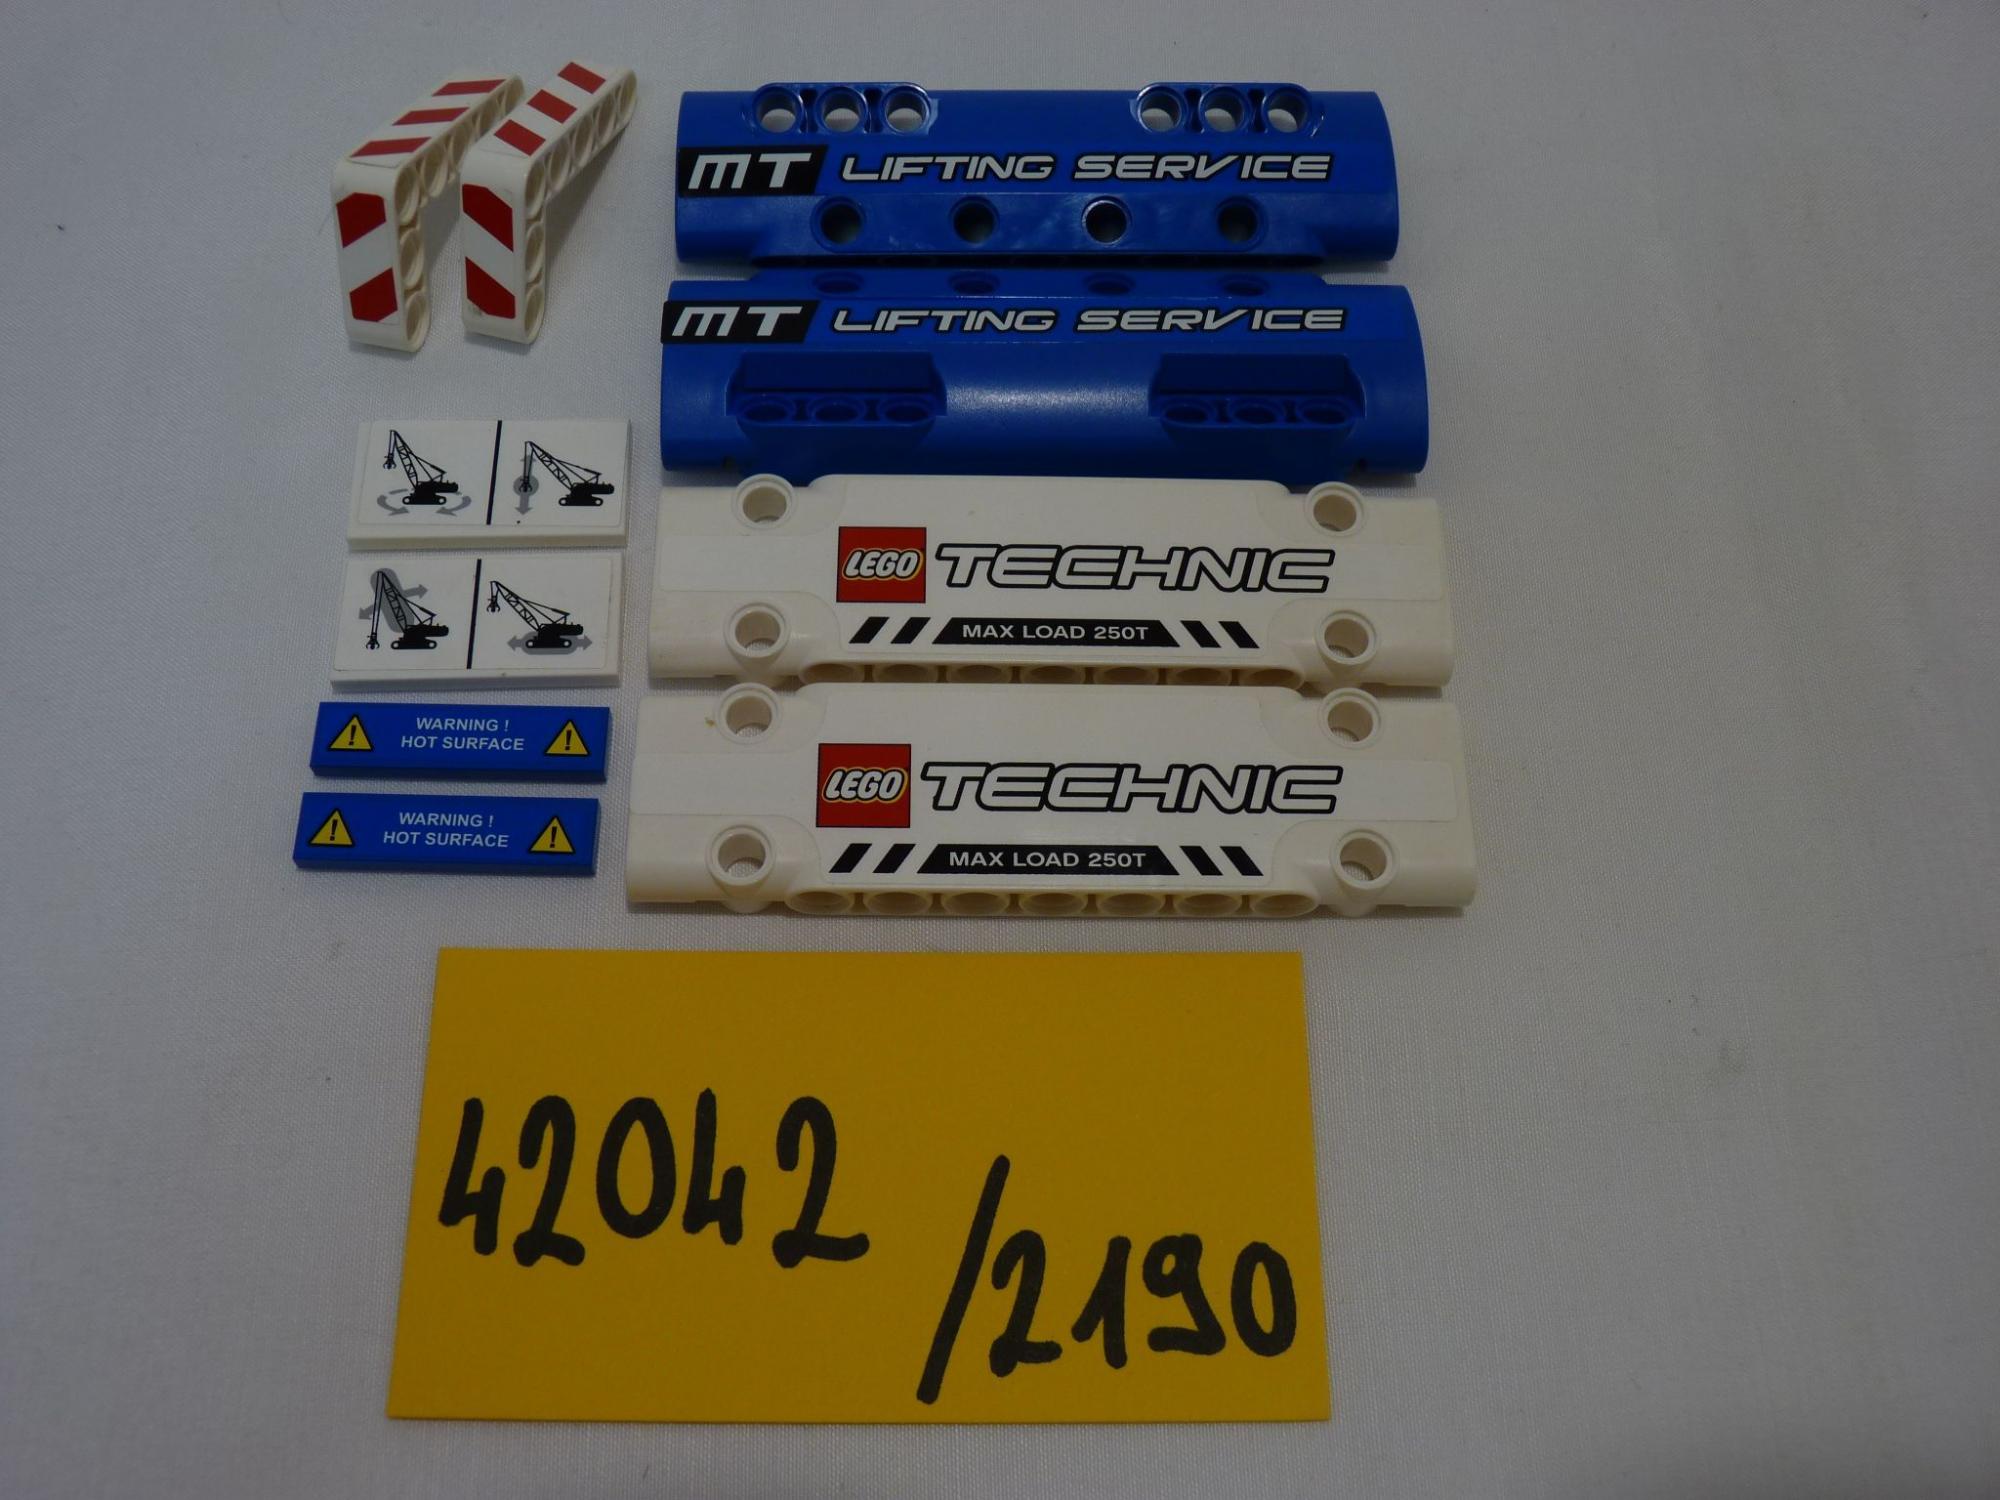 MT LIFTING SERVICE
MT LIFTING SERVICE
LEGO TECHNIC
MAX LOAD 250T
LEGO TECHNIC
MAX LOAD 250T
WARNING !
HOT SURFACE
WARNING !
HOT SURFACE
42042
/2190